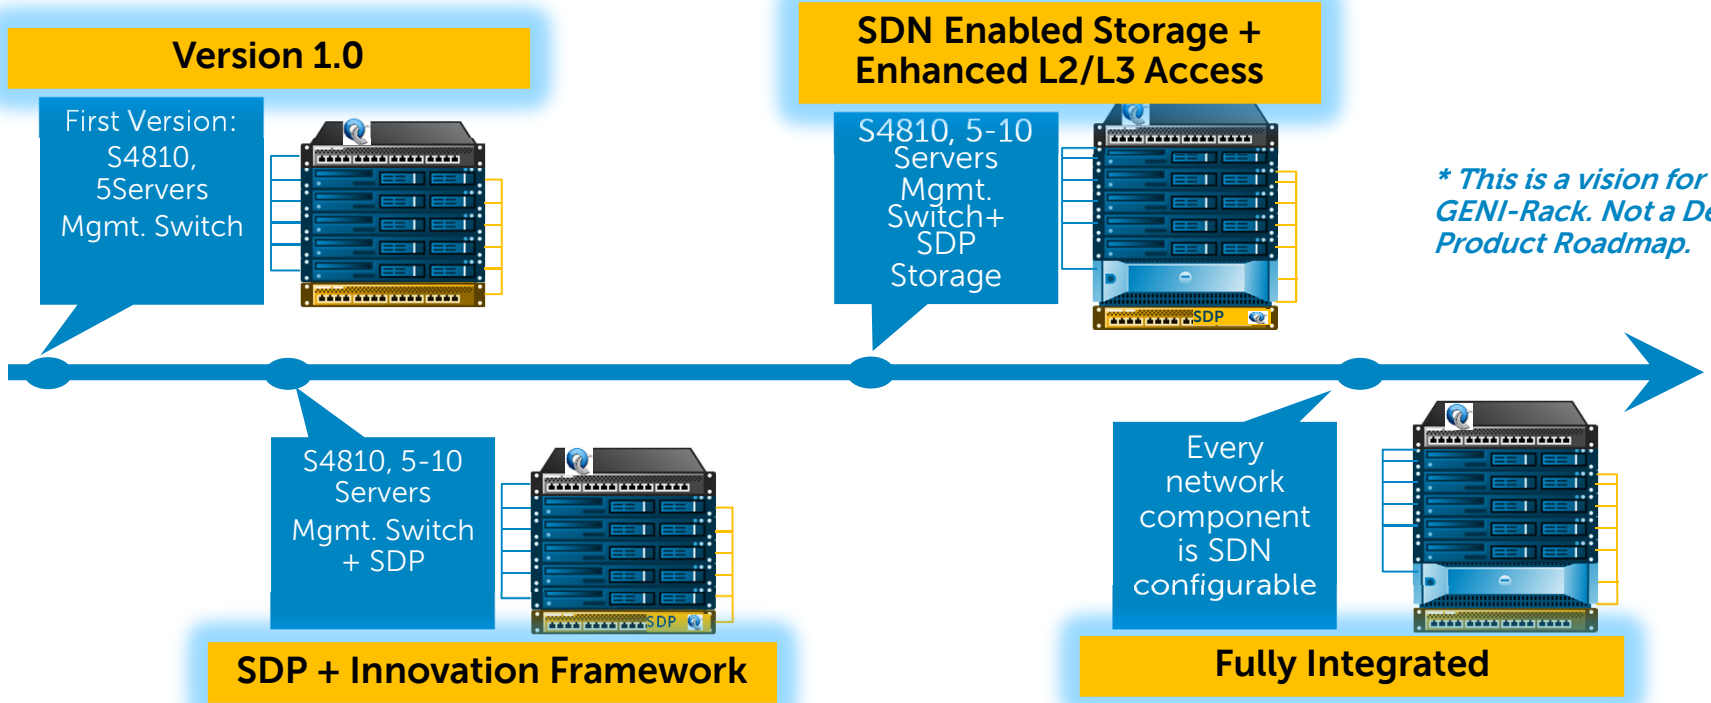 Version 1.0
First Version:
S4810,
5Servers
Mgmt. Switch
SDN Enabled Storage +
Enhanced L2/L3 Access
S4810, 5-10
Servers
Mgmt.
Switch+
SDP
Storage
SDP
* This is a vision for
GENI-Rack. Not a
Product Roadmap.
S4810, 5-10
Servers
Mgmt. Switch
+ SDP
SDP
SDP + Innovation Framework
Every
network
component
is SDN
configurable
Fully Integrated